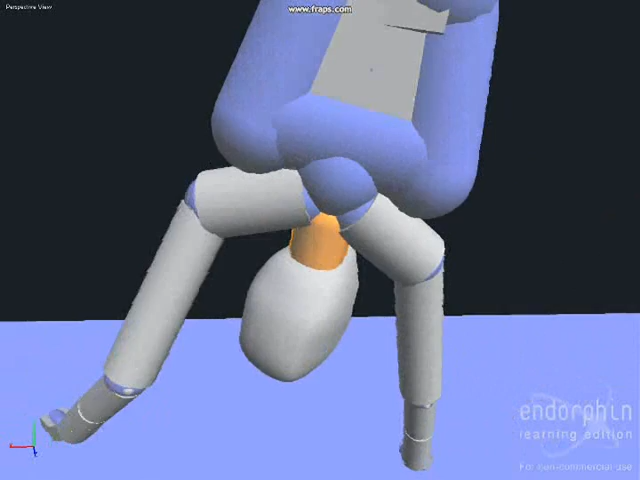 www.fraps.com
Perspective View
endorphin
learning edition
For non-commercial use